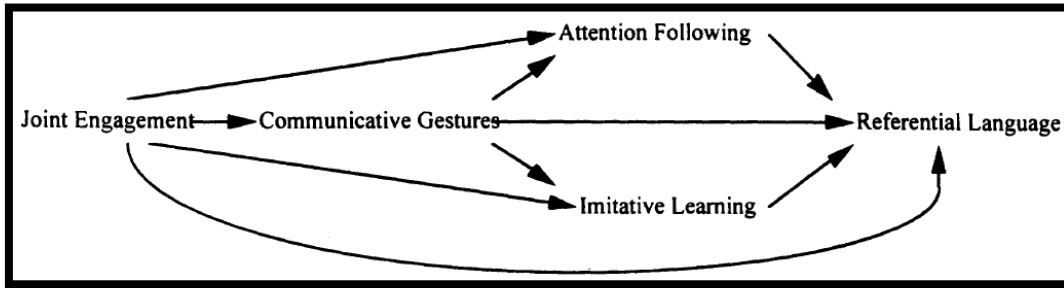 Attention Following
Joint Engagement
Communicative Gestures
Referential Language
Imitative Learning